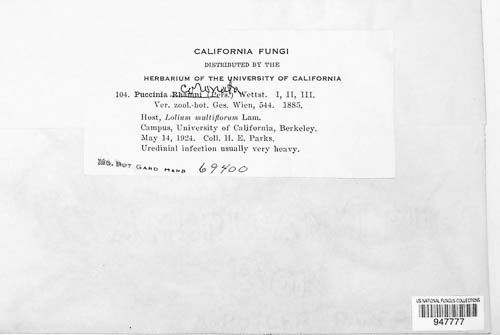 CALIFORNIA FUNGI
DISTRIBUTED BY THE
HERBARIUM OF THE UNIVERSITY OF CALIFORNIA
coronata
104. Puccinia Rhamni (Pers.) Wettst. I, II, III.
Ver. zool.-bot. Ges. Wien, 544. 1885.
Host, Lolium multiflorum Lam.
Campus, University of California, Berkeley.
May 14, 1924. Coll. H. E. Parks.
Uredinial infection usually very heavy.
Mo. Bot Gard Herb 69400
US NATIONAL FUNGUS COLLECTIONS
947777